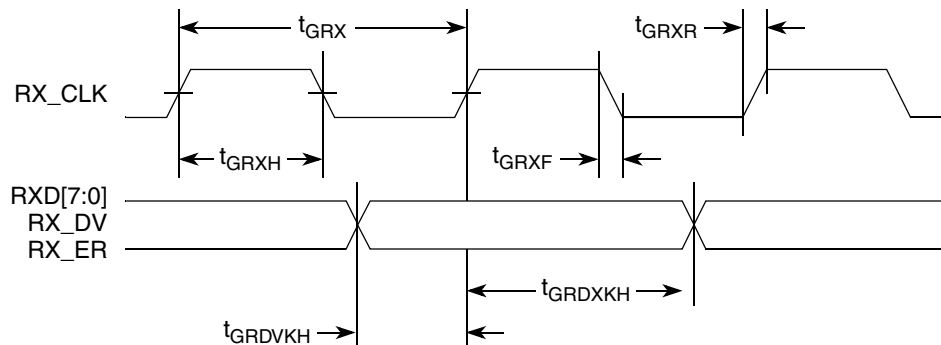 tGRX
tGRXR
RX_CLK
tGRXH
tGRXF
RXD[7:0]
RX_DV
RX_ER
tGRDXKH
tGRDVKH